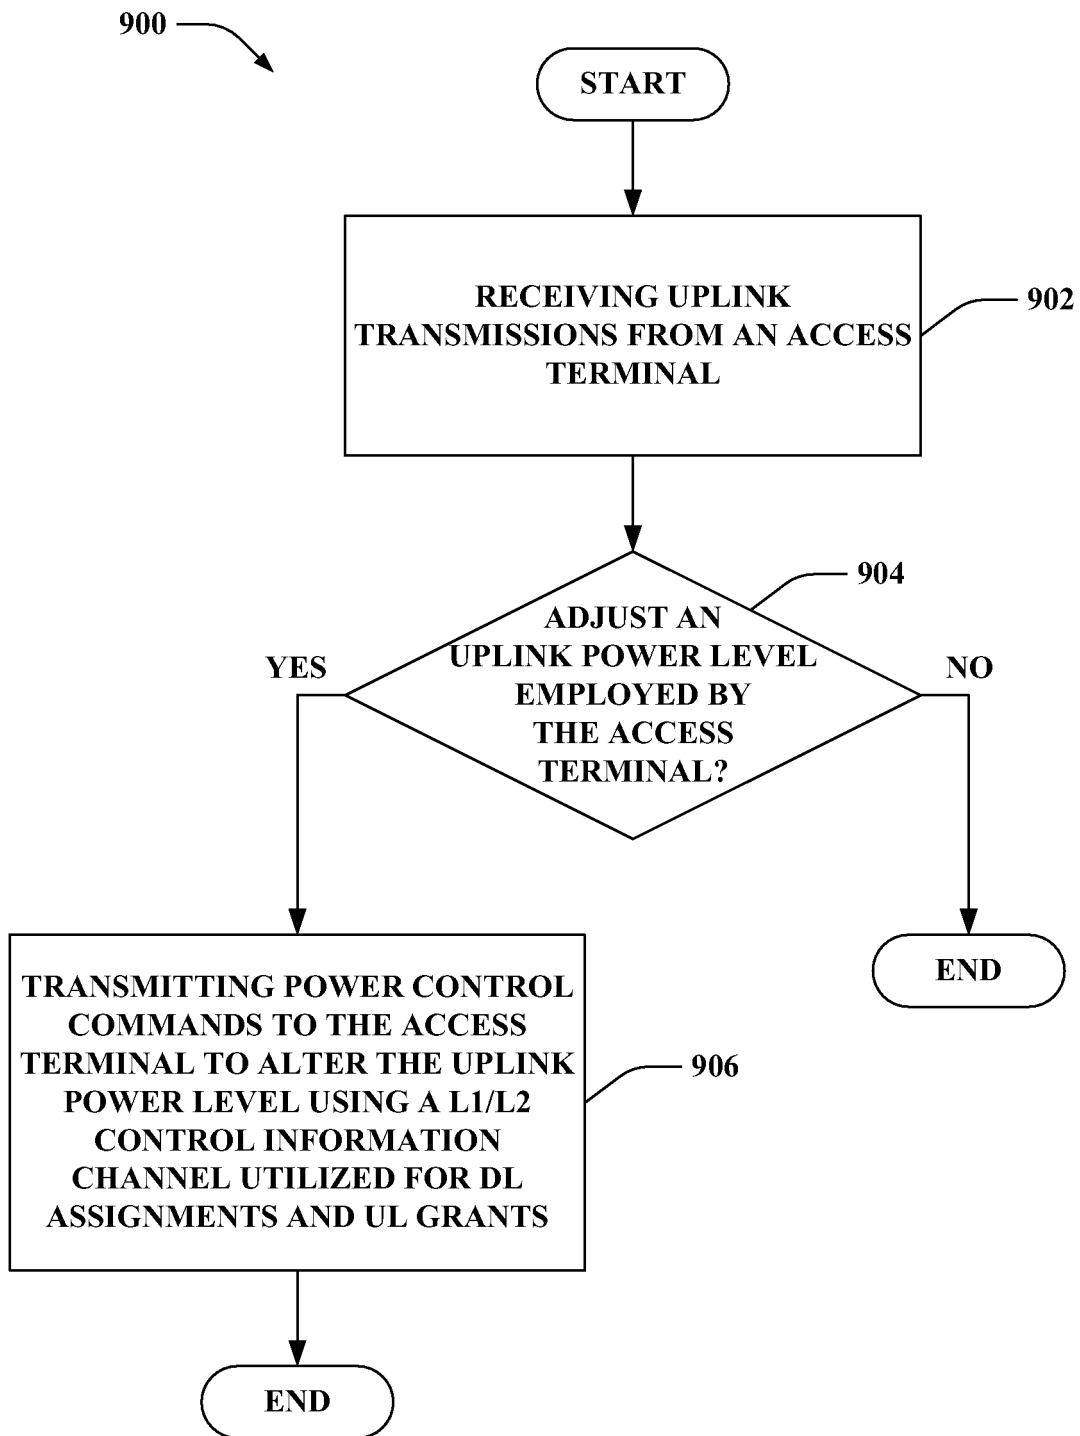 900
START
RECEIVING UPLINK
TRANSMISSIONS FROM AN ACCESS
TERMINAL
902
904
ADJUST AN
UPLINK POWER LEVEL
EMPLOYED BY
THE ACCESS
TERMINAL?
YES
NO
TRANSMITTING POWER CONTROL
COMMANDS TO THE ACCESS
TERMINAL TO ALTER THE UPLINK
POWER LEVEL USING A L1/L2
CONTROL INFORMATION
CHANNEL UTILIZED FOR DL
ASSIGNMENTS AND UL GRANTS
906
END
END